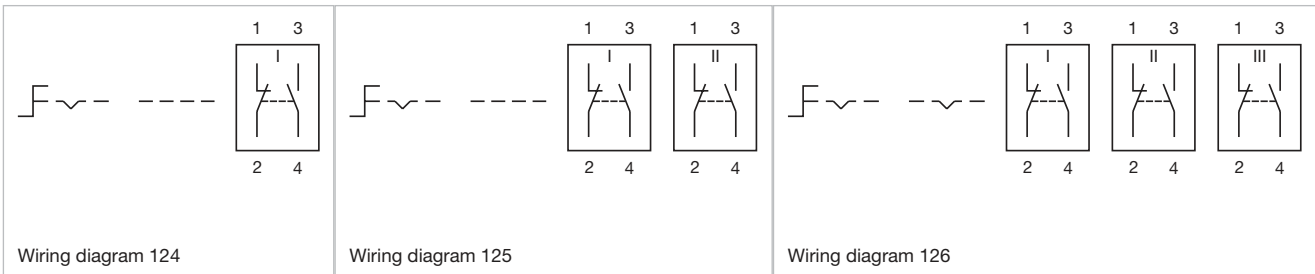 1 3
I
2 4
Wiring diagram 124
1 3 1 3
I II
2 4 2 4
Wiring diagram 125
1 3 1 3 1 3
I II III
2 4 2 4 2 4
Wiring diagram 126